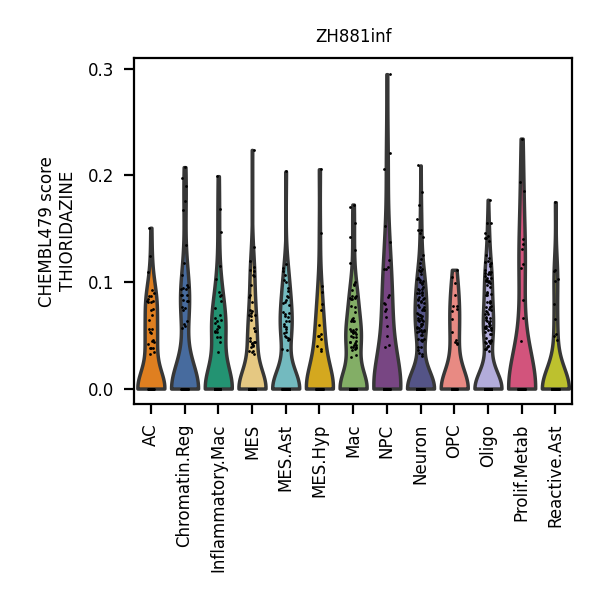 ZH881inf
CHEMBL479 score
THIORIDAZINE
0.3
0.2
0.1
0.0
AC
Chromatin.Reg
Inflammatory.Mac
MES
MES.Ast
MES.Hyp
Mac
NPC
Neuron
OPC
Oligo
Prolif.Metab
Reactive.Ast